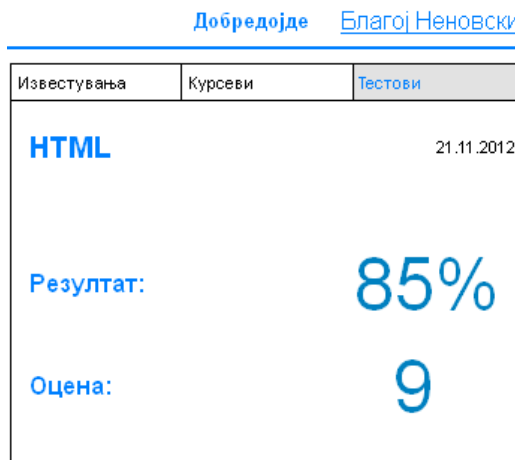 Добредојде Благој Неновски
Известувања Курсеви Тестови
HTML 21.11.2012
Резултат: 85%
Оцена: 9